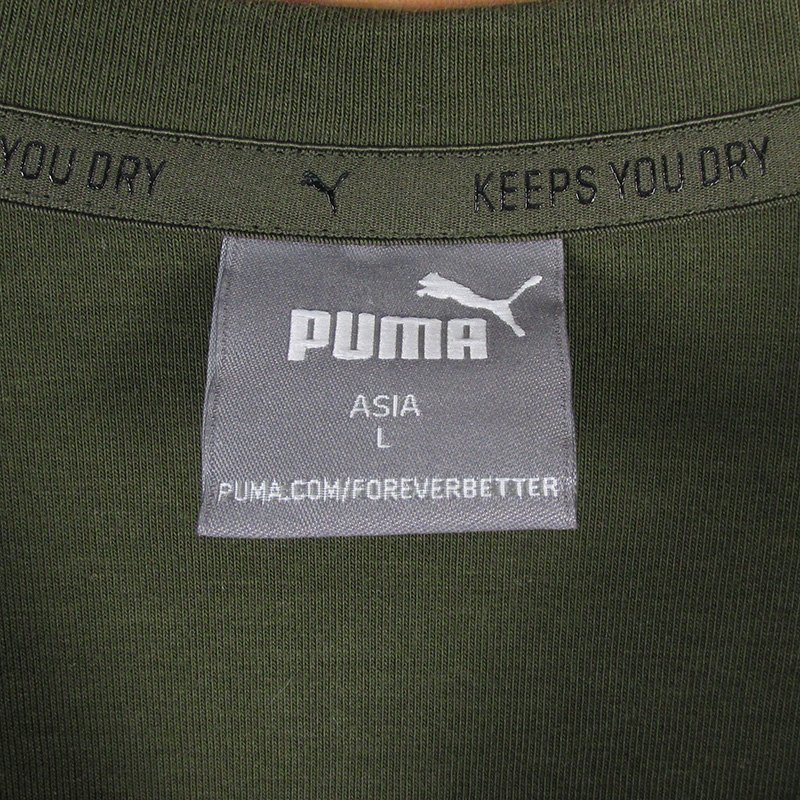 YOU DRY
KEEPS YOU DRY
PUMA
ASIA
L
PUMA.COM/FOREVERBETTER